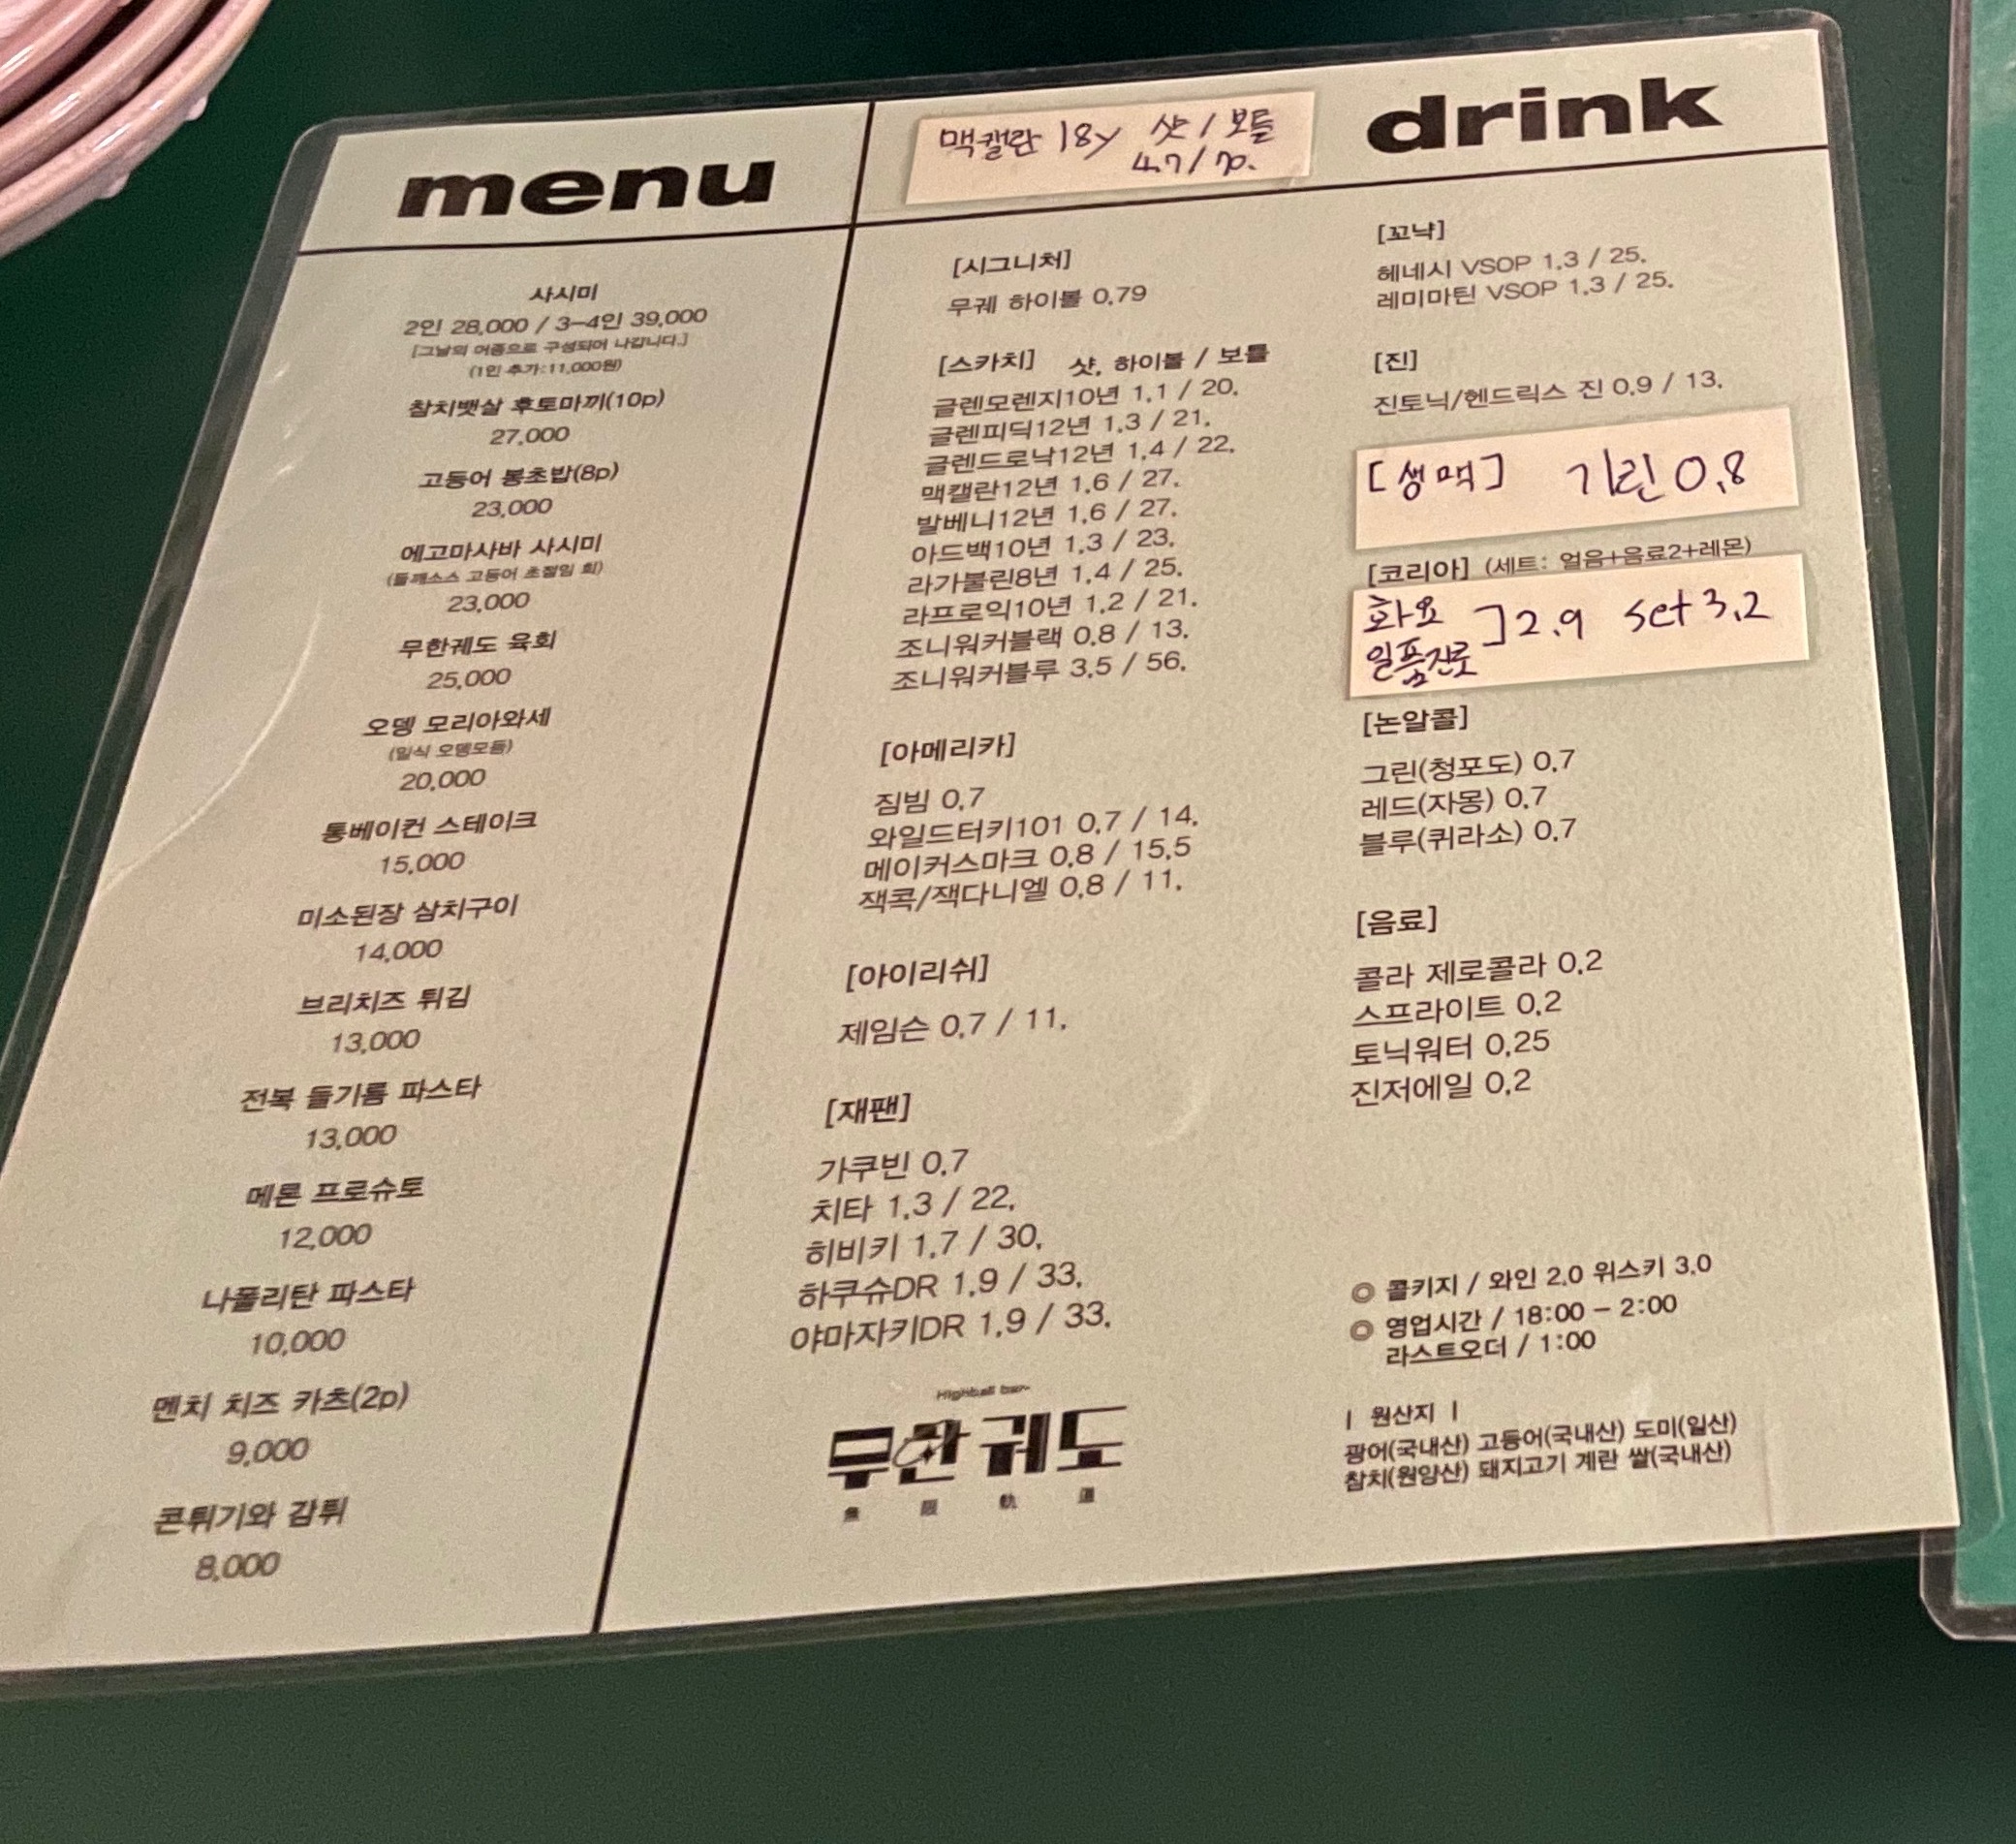 menu
사시미
2인 28,000 / 3-4인 39,000
[그날의 어종으로 구성되어 나갑니다.]
(1인 추가:11,000원)
참치뱃살 후토마끼(10p)
27,000
고등어 봉초밥(8p)
23,000
에고마사바 사시미
(들깨소스 고등어 초절임 회)
23,000
무한궤도 육회
25,000
오뎅 모리아와세
(일식 오뎅모듬)
20,000
통베이컨 스테이크
15,000
미소된장 삼치구이
14,000
브리치즈 튀김
13,000
전복 들기름 파스타
13,000
메론 프로슈토
12,000
나폴리탄 파스타
10,000
멘치 치즈 카츠(2p)
9,000
콘튀기와 감튀
8,000
맥캘란 18y 샷 / 보틀
4.7 / 70.
drink
[시그니처]
무궤 하이볼 0.79
[스카치] 샷, 하이볼 / 보틀
글렌모렌지10년 1.1 / 20.
글렌피딕12년 1.3 / 21.
글렌드로낙12년 1.4 / 22.
맥캘란12년 1.6 / 27.
발베니12년 1.6 / 27.
아드백10년 1.3 / 23.
라가불린8년 1.4 / 25.
라프로익10년 1.2 / 21.
조니워커블랙 0.8 / 13.
조니워커블루 3.5 / 56.
[아메리카]
짐빔 0.7
와일드터키101 0.7 / 14.
메이커스마크 0.8 / 15.5
잭콕/잭다니엘 0.8 / 11.
[아이리쉬]
제임슨 0.7 / 11.
[재팬]
가쿠빈 0.7
치타 1.3 / 22.
히비키 1.7 / 30.
하쿠슈DR 1.9 / 33.
야마자키DR 1.9 / 33.
Highball bar-
무한궤도
無 限 軌 道
[꼬냑]
헤네시 VSOP 1.3 / 25.
레미마틴 VSOP 1.3 / 25.
[진]
진토닉/헨드릭스 진 0.9 / 13.
[생맥] 기린 0.8
[코리아] (세트: 얼음+음료2+레몬)
화요
일품진로 ] 2.9 set 3.2
[논알콜]
그린(청포도) 0.7
레드(자몽) 0.7
블루(퀴라소) 0.7
[음료]
콜라 제로콜라 0.2
스프라이트 0.2
토닉워터 0.25
진저에일 0.2
◎ 콜키지 / 와인 2.0 위스키 3.0
◎ 영업시간 / 18:00 - 2:00
라스트오더 / 1:00
| 원산지 |
광어(국내산) 고등어(국내산) 도미(일산)
참치(원양산) 돼지고기 계란 쌀(국내산)